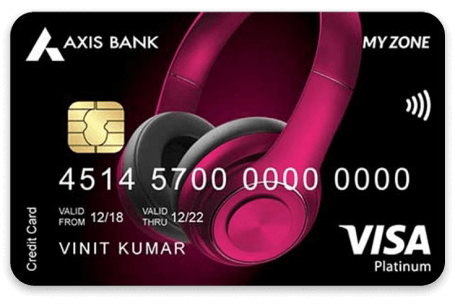 AXIS BANK
MY ZONE
4514 5700 0000 0000
VALID FROM 12/18 VALID THRU 12/22
VINIT KUMAR
Credit Card
VISA
Platinum